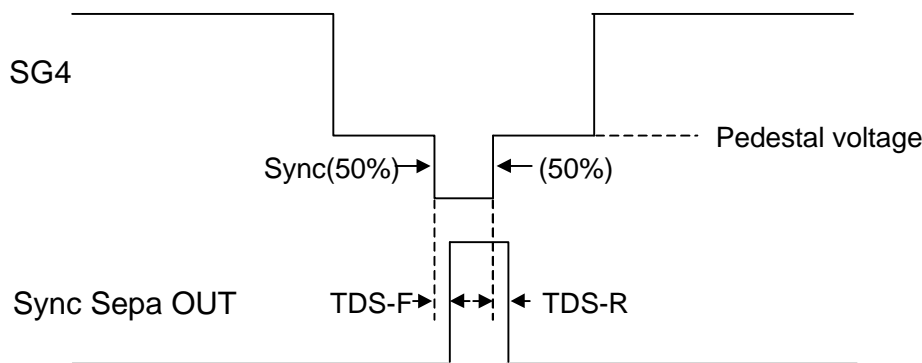 SG4
Pedestal voltage
Sync(50%) (50%)
Sync Sepa OUT TDS-F TDS-R